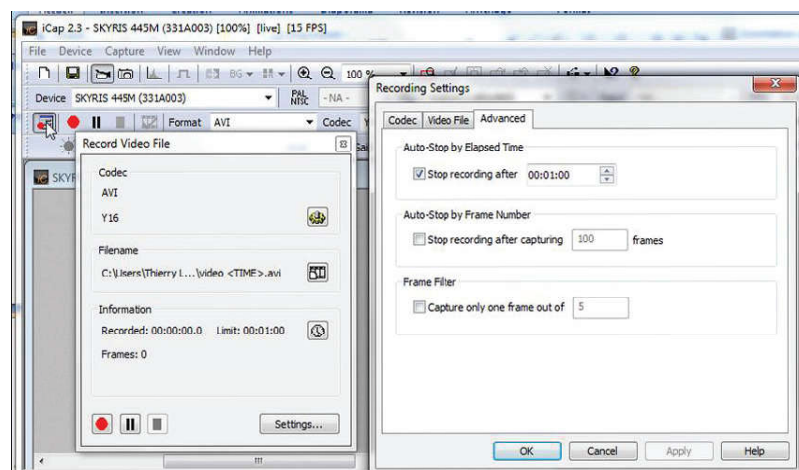 iCap 2.3 - SKYRIS 445M (331A003) [100%] [live] [15 FPS]
File Device Capture View Window Help
BG 100 %
Device SKYRIS 445M (331A003) PAL NTSC - NA -
Format AVI Codec Y
Record Video File
Codec
AVI
Y16
Filename
C:\Users\Thierry L...\video <TIME>.avi
Information
Recorded: 00:00:00.0 Limit: 00:01:00
Frames: 0
Settings...
Recording Settings
Codec Video File Advanced
Auto-Stop by Elapsed Time
Stop recording after 00:01:00
Auto-Stop by Frame Number
Stop recording after capturing 100 frames
Frame Filter
Capture only one frame out of 5
OK Cancel Apply Help